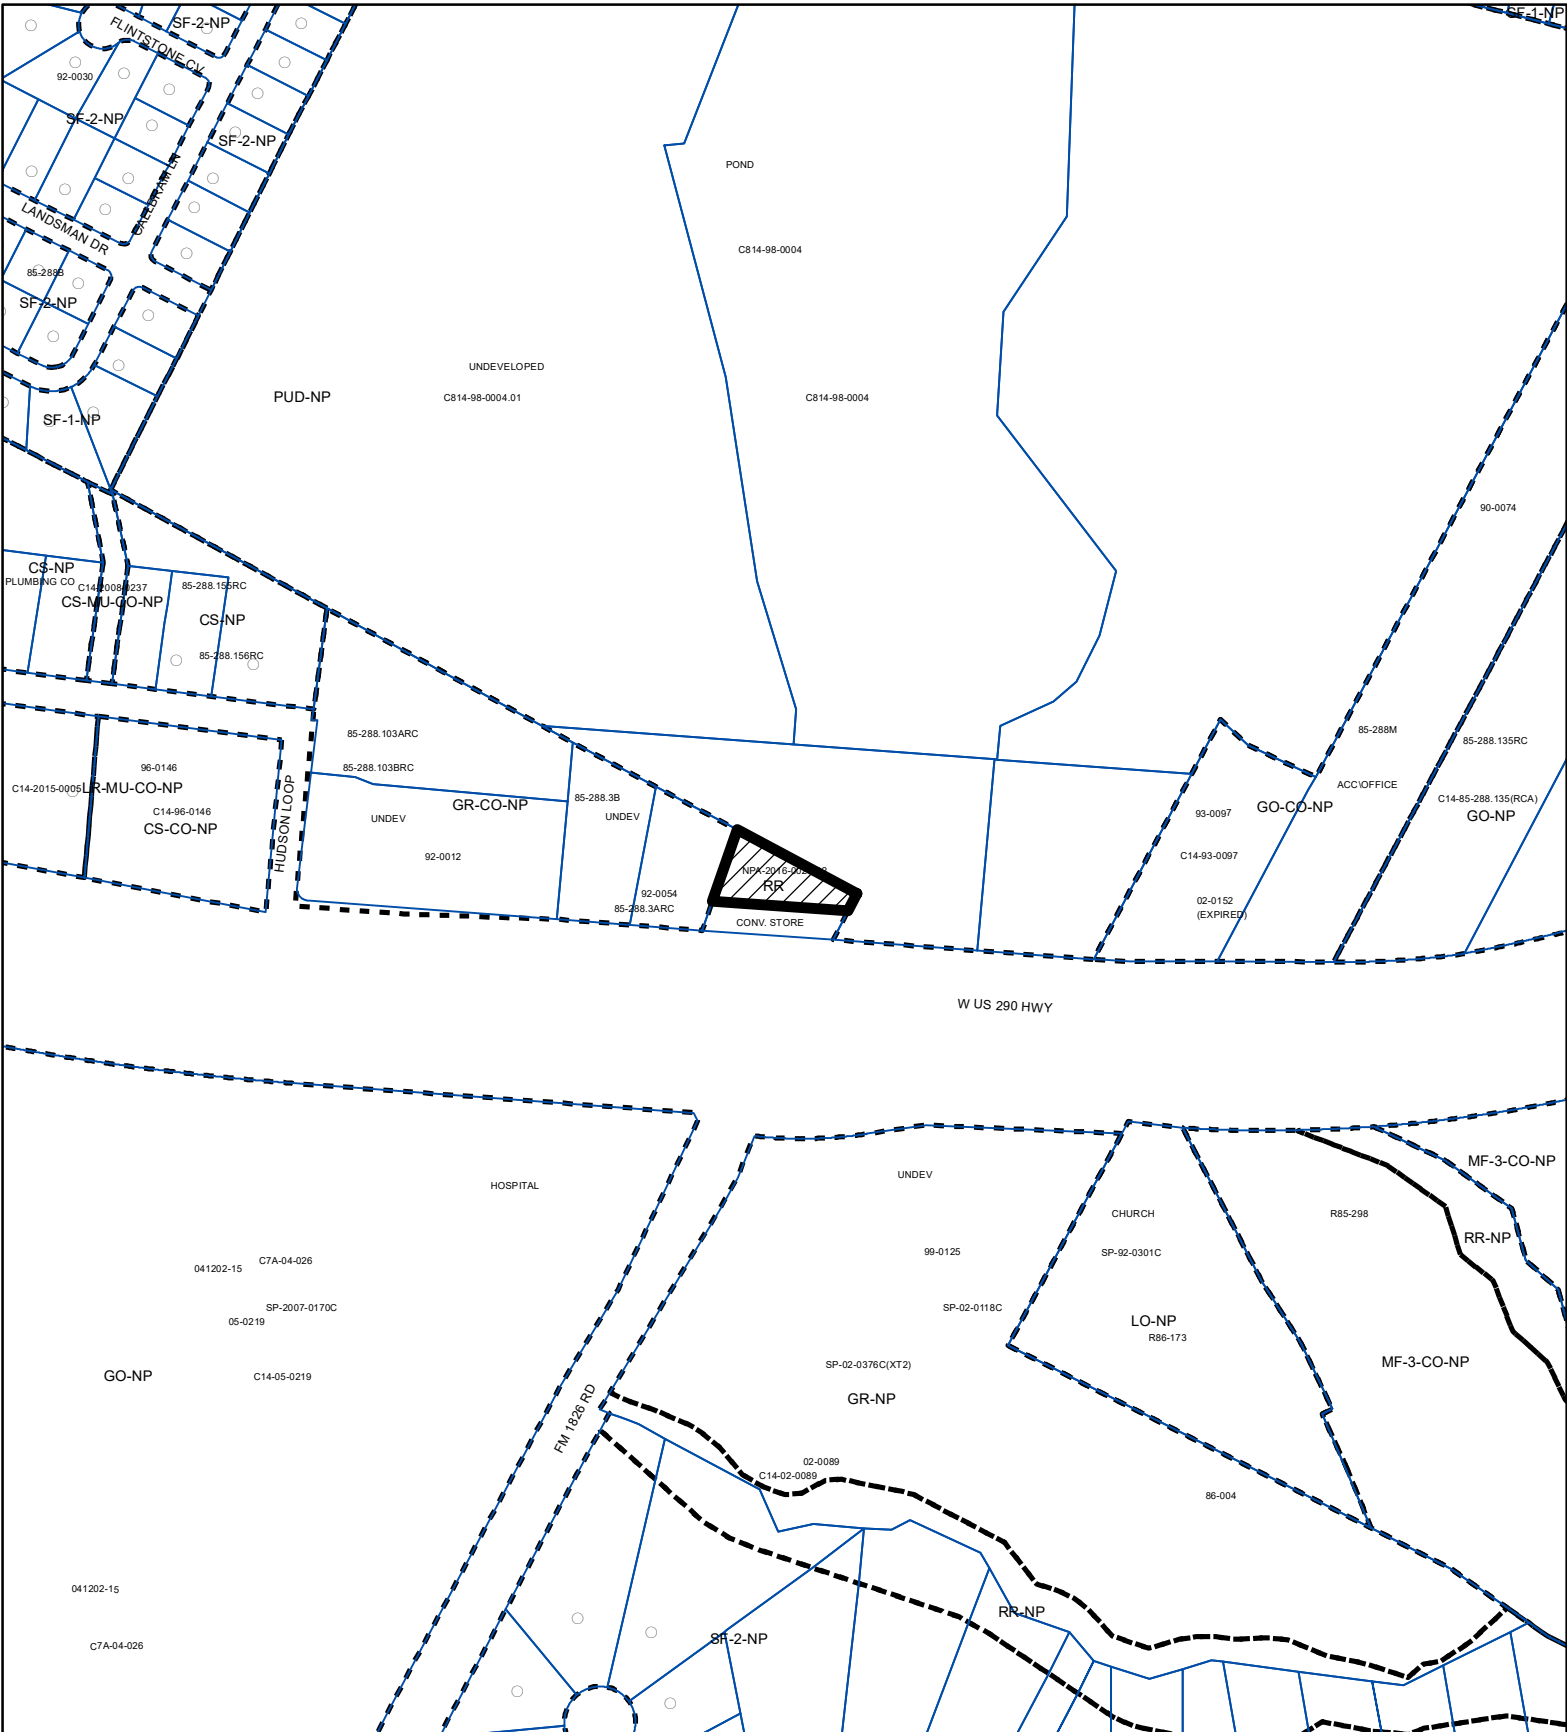 SF-1-NP
SF-2-NP
FLINTSTONE CV
92-0030
SF-2-NP
SF-2-NP
POND
LANDSMAN DR
C814-98-0004
85-288B
SF-2-NP
UNDEVELOPED
PUD-NP
C814-98-0004.01
C814-98-0004
SF-1-NP
90-0074
CS-NP
PLUMBING CO
C14-2008-0237
85-288.155RC
CS-MU-CO-NP
CS-NP
85-288.156RC
85-288.103ARC
85-288M
85-288.135RC
96-0146
85-288.103BRC
C14-2015-0005
LR-MU-CO-NP
ACC\OFFICE
85-288.3B
C14-85-288.135(RCA)
GR-CO-NP
GO-CO-NP
C14-96-0146
93-0097
GO-NP
HUDSON LOOP
UNDEV
UNDEV
CS-CO-NP
92-0012
C14-93-0097
RR
92-0054
85-288.3ARC
02-0152
(EXPIRED)
CONV. STORE
W US 290 HWY
MF-3-CO-NP
UNDEV
HOSPITAL
CHURCH
R85-298
RR-NP
99-0125
SP-92-0301C
C7A-04-026
041202-15
SP-2007-0170C
SP-02-0118C
05-0219
LO-NP
R86-173
SP-02-0376C(XT2)
MF-3-CO-NP
GO-NP
C14-05-0219
GR-NP
FM 1826 RD
02-0089
C14-02-0089
86-004
041202-15
RR-NP
SF-2-NP
C7A-04-026